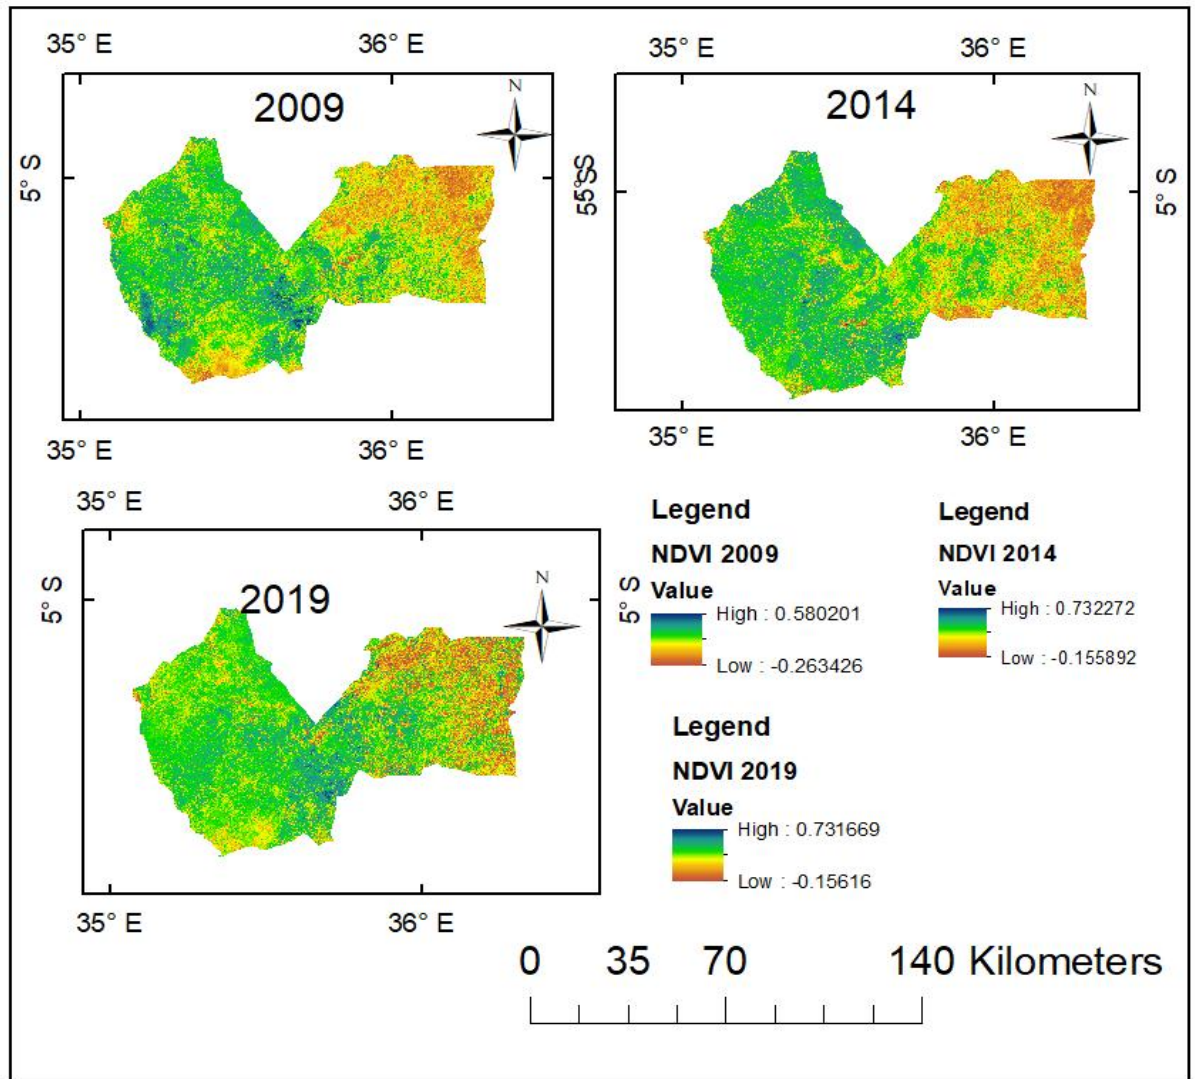 35° E 36° E
2009
N
5° S
35° E 36° E
35° E 36° E
2014
N
5° S
5° S
35° E 36° E
35° E 36° E
2019
N
5° S
5° S
35° E 36° E
Legend
NDVI 2009
Value
High : 0.580201
Low : -0.263426
Legend
NDVI 2014
Value
High : 0.732272
Low : -0.155892
Legend
NDVI 2019
Value
High : 0.731669
Low : -0.15616
0 35 70 140 Kilometers